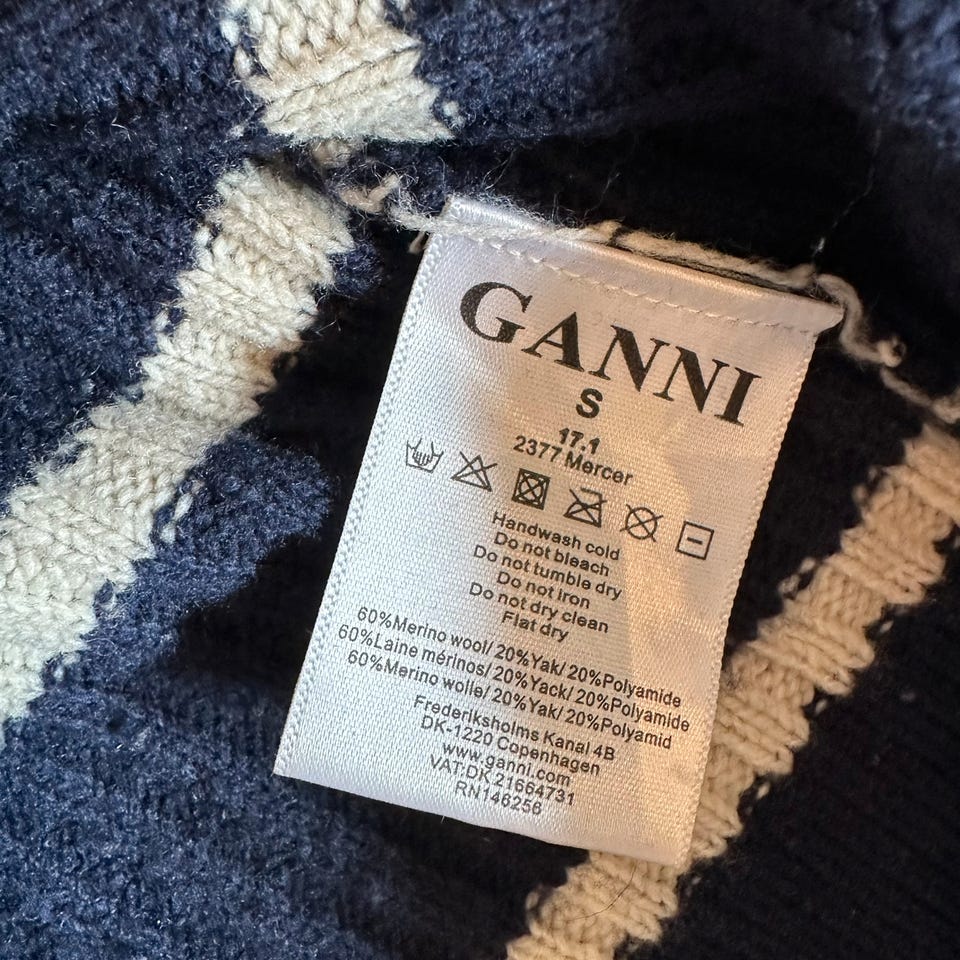 GANNI
S
17.1
2377 Mercer
Handwash cold
Do not bleach
Do not tumble dry
Do not iron
Do not dry clean
Flat dry
60%Merino wool/ 20%Yak/ 20%Polyamide
60%Laine mérinos/ 20%Yack/ 20%Polyamide
60%Merino wolle/ 20%Yak/ 20%Polyamid
Frederiksholms Kanal 4B
DK-1220 Copenhagen
www.ganni.com
VAT:DK 21664731
RN146256